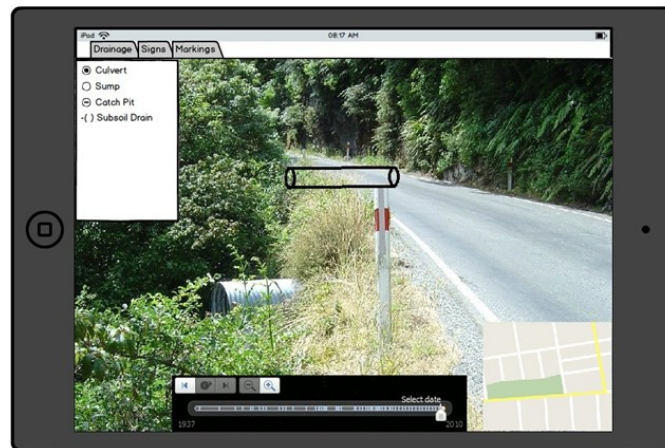 iPod
08:17 AM
Drainage Signs Markings
Culvert
Sump
Catch Pit
Subsoil Drain
Select date
1937
2010